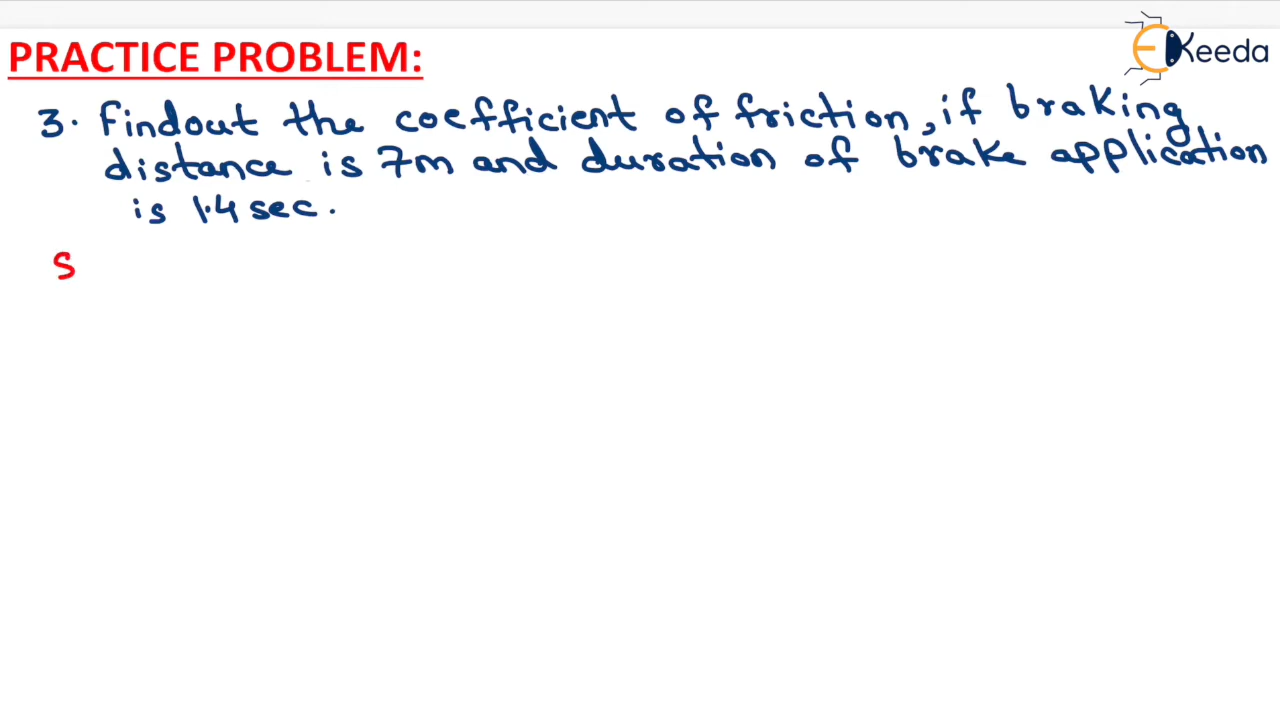 PRACTICE PROBLEM:
EKeeda
3. Findout the coefficient of friction, if braking
distance is 7m and duration of brake application
is 1.4 sec.
S